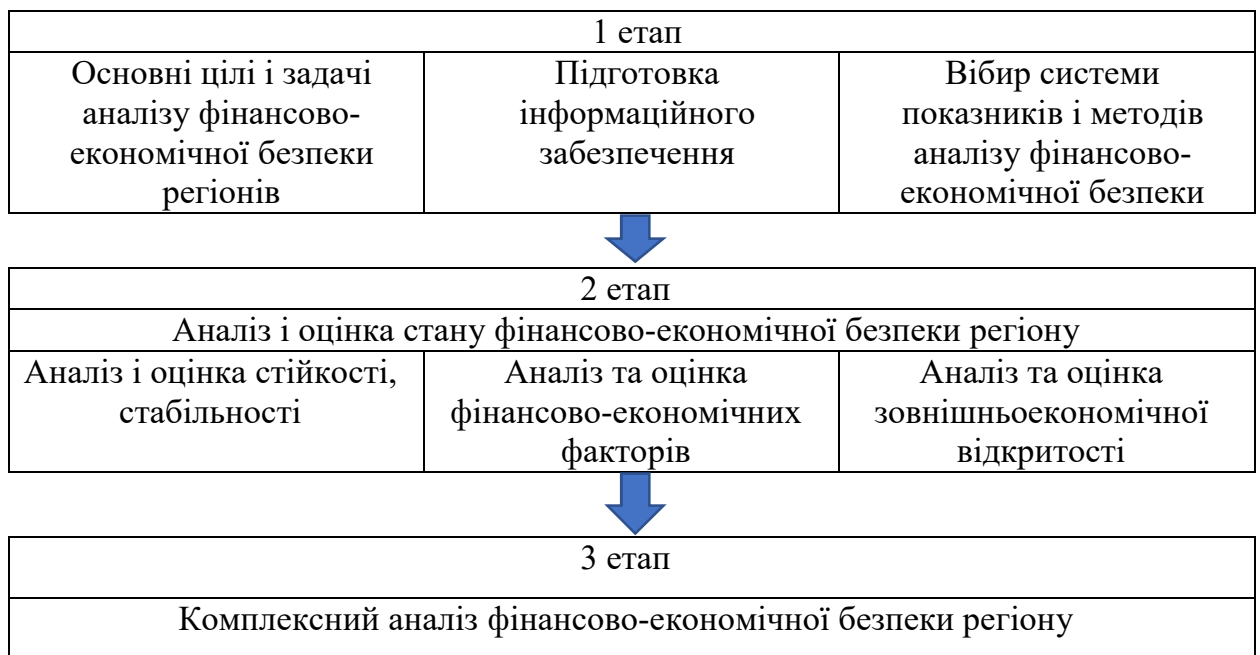 1 етап
Основні цілі і задачі
аналізу фінансово-
економічної безпеки
регіонів
Підготовка
інформаційного
забезпечення
Вібир системи
показників і методів
аналізу фінансово-
економічної безпеки
2 етап
Аналіз і оцінка стану фінансово-економічної безпеки регіону
Аналіз і оцінка стійкості,
стабільності
Аналіз та оцінка
фінансово-економічних
факторів
Аналіз та оцінка
зовнішньоекономічної
відкритості
3 етап
Комплексний аналіз фінансово-економічної безпеки регіону